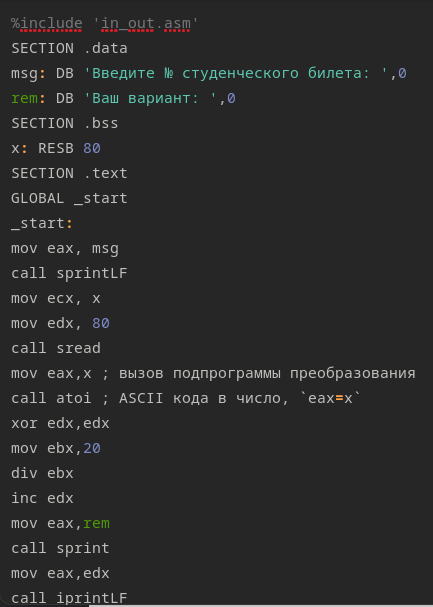 %include 'in_out.asm'
SECTION .data
msg: DB 'Введите № студенческого билета: ',0
rem: DB 'Ваш вариант: ',0
SECTION .bss
x: RESB 80
SECTION .text
GLOBAL _start
_start:
mov eax, msg
call sprintLF
mov ecx, x
mov edx, 80
call sread
mov eax,x ; вызов подпрограммы преобразования
call atoi ; ASCII кода в число, `eax=x`
xor edx,edx
mov ebx,20
div ebx
inc edx
mov eax,rem
call sprint
mov eax,edx
call iprintLF